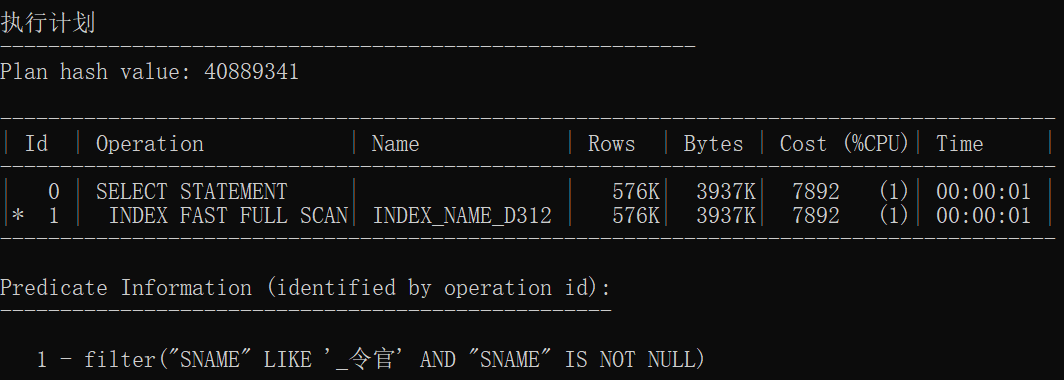 执行计划
----------------------------------------------------------
Plan hash value: 40889341
----------------------------------------------------------------------------------------
| Id  | Operation            | Name            | Rows  | Bytes | Cost (%CPU)| Time     |
----------------------------------------------------------------------------------------
|   0 | SELECT STATEMENT     |                 |   576K|  3937K|  7892   (1)| 00:00:01 |
|*  1 |  INDEX FAST FULL SCAN| INDEX_NAME_D312 |   576K|  3937K|  7892   (1)| 00:00:01 |
----------------------------------------------------------------------------------------
Predicate Information (identified by operation id):
---------------------------------------------------
1 - filter("SNAME" LIKE '_令官' AND "SNAME" IS NOT NULL)